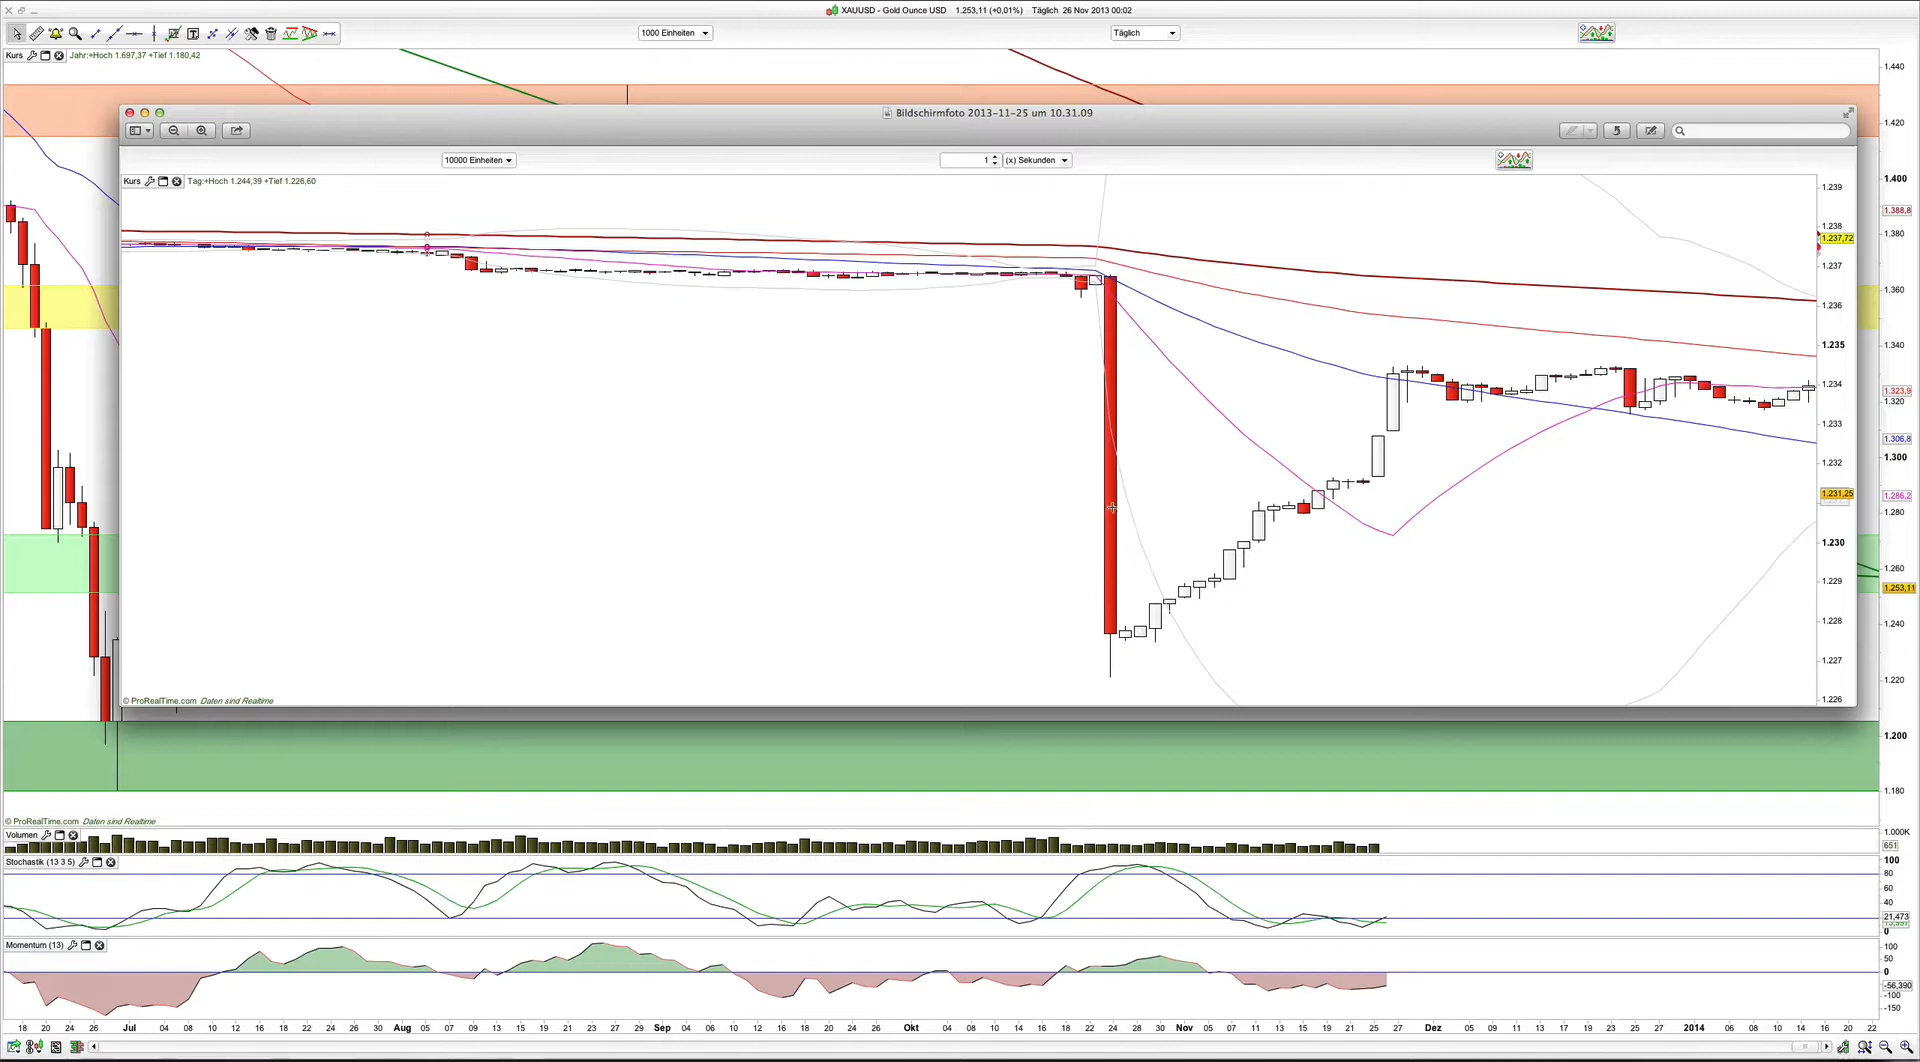 XAUUSD - Gold Ounce USD 1.253,11 (+0,01%) Täglich 26 Nov 2013 00:02
1000 Einheiten
Täglich
Kurs
Jahr:+Hoch 1.697,37 +Tief 1.180,42
Bildschirmfoto 2013-11-25 um 10.31.09
10000 Einheiten
1
(x) Sekunden
Kurs
Tag:+Hoch 1.244,39 +Tief 1.226,60
1.239
1.238
1.237,72
1.237
1.236
1.235
1.234
1.233
1.232
1.231,25
1.230
1.229
1.228
1.227
1.226
© ProRealTime.com Daten sind Realtime
1.440
1.420
1.400
1.388,8
1.380
1.360
1.340
1.323,9
1.320
1.306,8
1.300
1.286,2
1.280
1.260
1.253,11
1.240
1.220
1.200
1.180
© ProRealTime.com Daten sind Realtime
Volumen
1.000K
651
Stochastik (13 3 5)
100
80
60
40
21,473
0
Momentum (13)
100
50
0
-56,390
-100
-150
18 20 24 26 Jul 04 08 10 12 16 18 22 24 26 30 Aug 05 07 09 13 15 19 21 23 27 29 Sep 04 06 10 12 16 18 20 24 26 Okt 04 08 10 14 16 18 22 24 28 30 Nov 05 07 11 13 15 19 21 25 27 Dez 05 09 11 13 17 19 23 25 27 2014 06 08 10 14 16 20 22